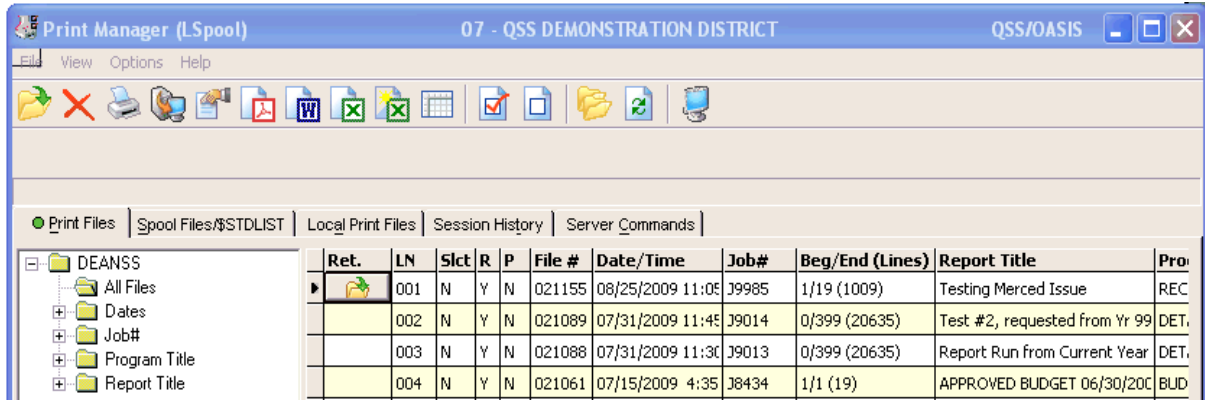 Print Manager (LSpool) 07 - QSS DEMONSTRATION DISTRICT QSS/OASIS
File View Options Help
Print Files Spool Files/$STDLIST Local Print Files Session History Server Commands
DEANSS
All Files
Dates
Job#
Program Title
Report Title
Ret. LN Slct R P File # Date/Time Job# Beg/End (Lines) Report Title Pro
001 N Y N 021155 08/25/2009 11:05 J9985 1/19 (1009) Testing Merced Issue REC
002 N Y N 021089 07/31/2009 11:45 J9014 0/399 (20635) Test #2, requested from Yr 99 DET
003 N Y N 021088 07/31/2009 11:30 J9013 0/399 (20635) Report Run from Current Year DET
004 N Y N 021061 07/15/2009 4:35 J8434 1/1 (19) APPROVED BUDGET 06/30/200 BUD